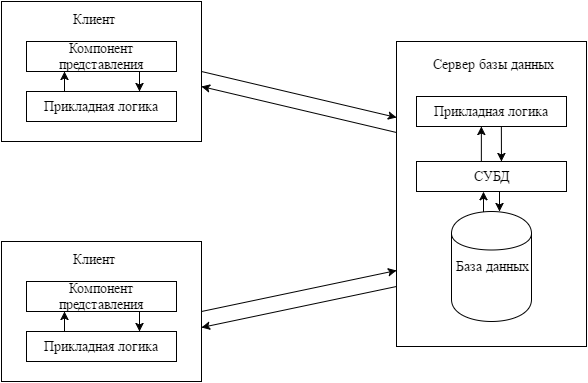 Клиент
Компонент
представления
Прикладная логика
Сервер базы данных
Прикладная логика
СУБД
База данных
Клиент
Компонент
представления
Прикладная логика